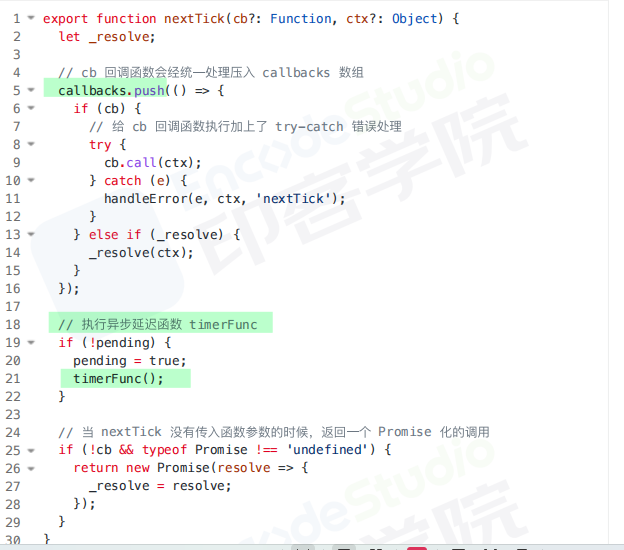 1 export function nextTick(cb?: Function, ctx?: Object) {
2 let _resolve;
3
4 // cb 回调函数会经统一处理压入 callbacks 数组
5 callbacks.push(() => {
6 if (cb) {
7 // 给 cb 回调函数执行加上了 try-catch 错误处理
8 try {
9 cb.call(ctx);
10 } catch (e) {
11 handleError(e, ctx, 'nextTick');
12 }
13 } else if (_resolve) {
14 _resolve(ctx);
15 }
16 });
17
18 // 执行异步延迟函数 timerFunc
19 if (!pending) {
20 pending = true;
21 timerFunc();
22 }
23
24 // 当 nextTick 没有传入函数参数的时候，返回一个 Promise 化的调用
25 if (!cb && typeof Promise !== 'undefined') {
26 return new Promise(resolve => {
27 _resolve = resolve;
28 });
29 }
30 }
EncodeStudio
印客学院
odeStudio
印客学院